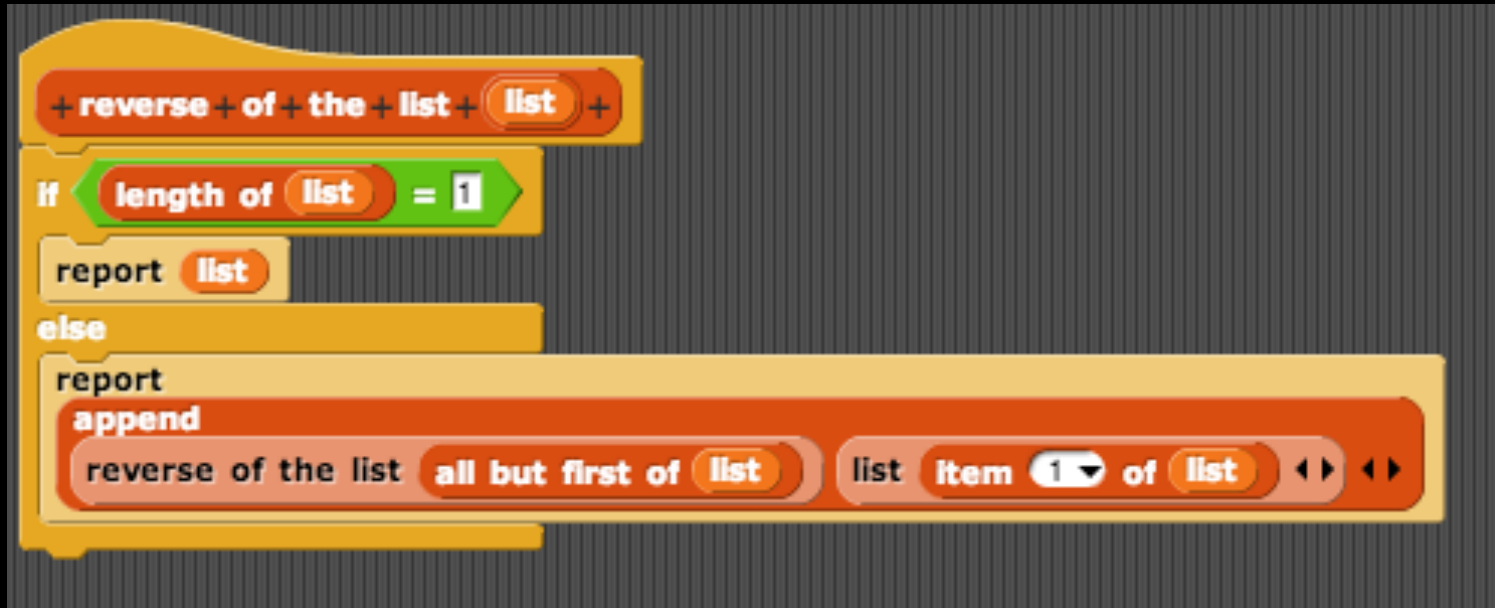 + reverse + of + the + list + list +
if length of list = 1
report list
else
report
append
reverse of the list all but first of list list item 1 of list